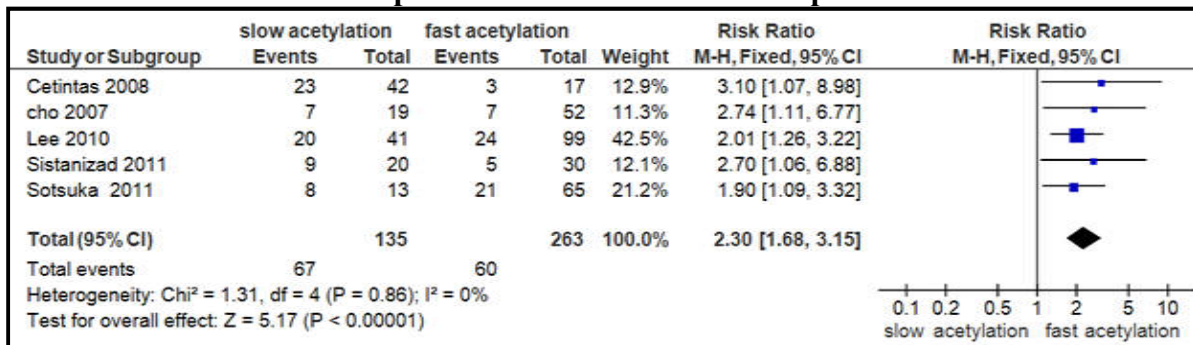 slow acetylation fast acetylation Risk Ratio Risk Ratio
Study or Subgroup Events Total Events Total Weight M-H, Fixed, 95% CI M-H, Fixed, 95% CI
Cetintas 2008 23 42 3 17 12.9% 3.10 [1.07, 8.98]
cho 2007 7 19 7 52 11.3% 2.74 [1.11, 6.77]
Lee 2010 20 41 24 99 42.5% 2.01 [1.26, 3.22]
Sistanizad 2011 9 20 5 30 12.1% 2.70 [1.06, 6.88]
Sotsuka 2011 8 13 21 65 21.2% 1.90 [1.09, 3.32]
Total (95% CI) 135 263 100.0% 2.30 [1.68, 3.15]
Total events 67 60
Heterogeneity: Chi² = 1.31, df = 4 (P = 0.86); I² = 0%
Test for overall effect: Z = 5.17 (P < 0.00001)
0.1 0.2 0.5 1 2 5 10
slow acetylation fast acetylation